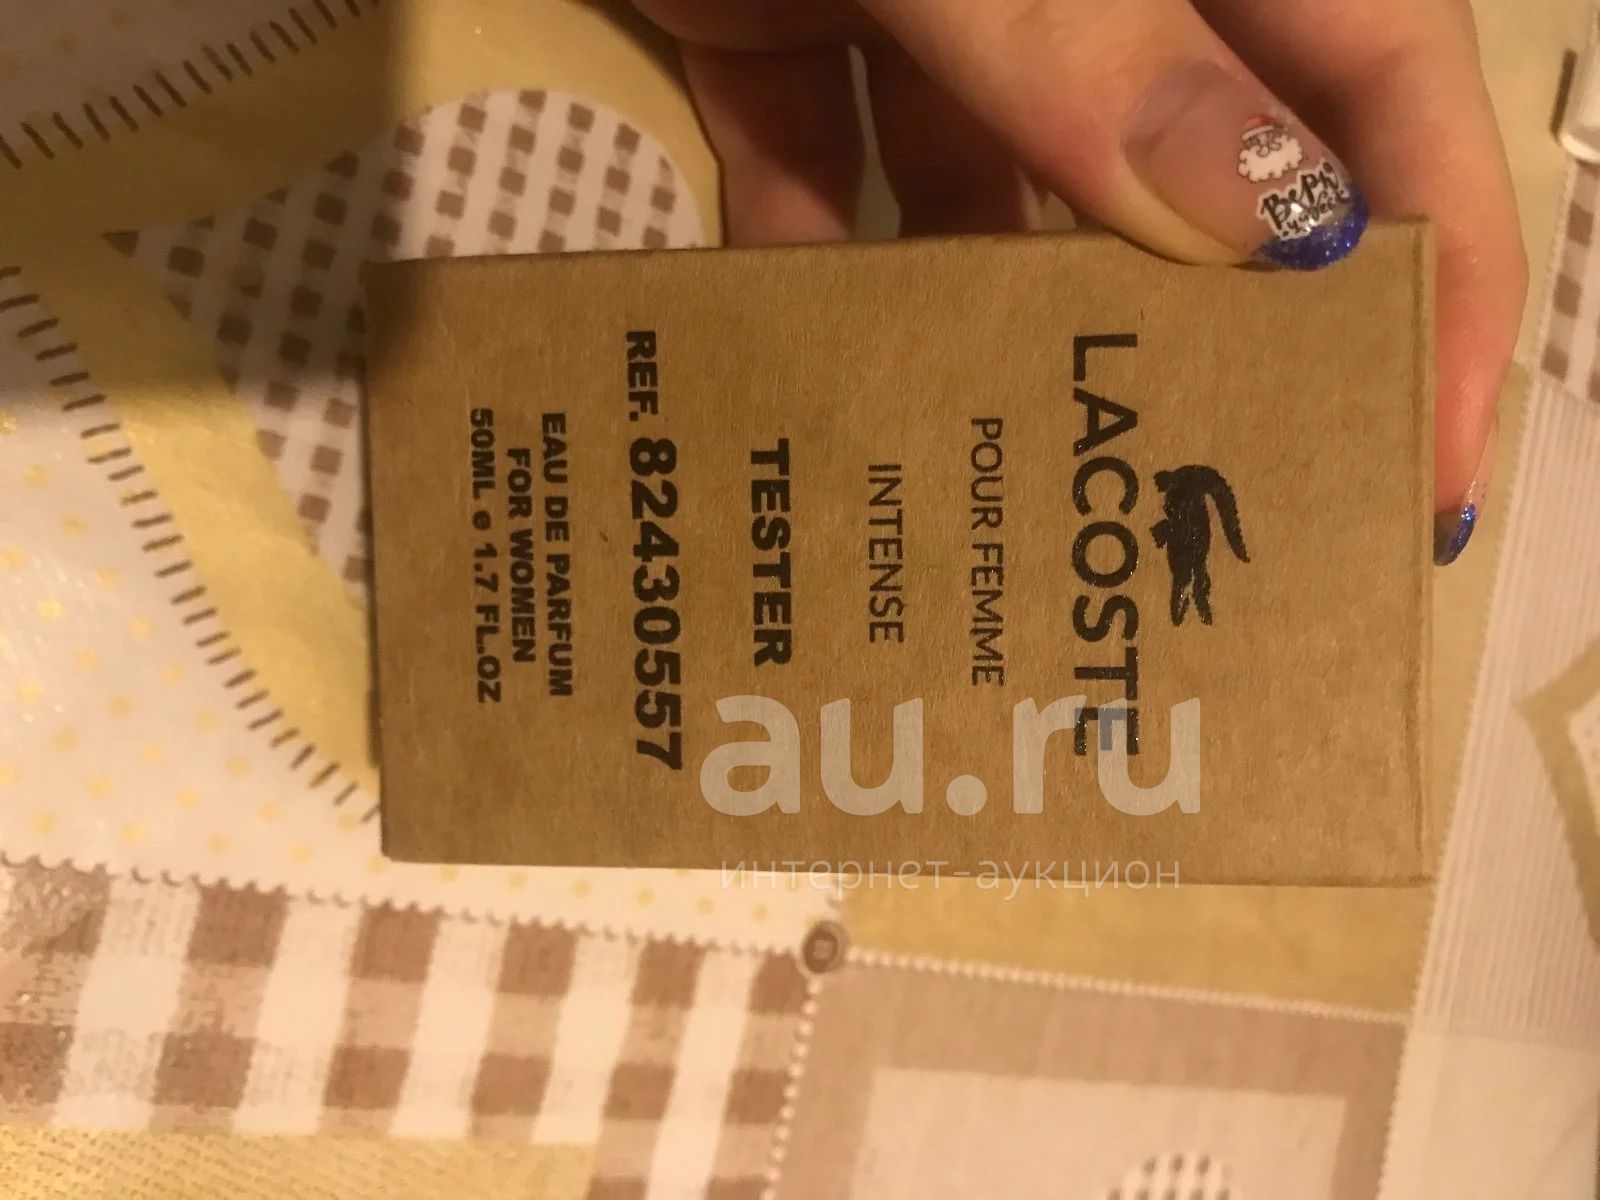 LACOSTE
POUR FEMME
INTENSE
TESTER
REF. 82430557
EAU DE PARFUM
FOR WOMEN
50ML e 1.7 FL.OZ
au.ru
интернет-аукцион